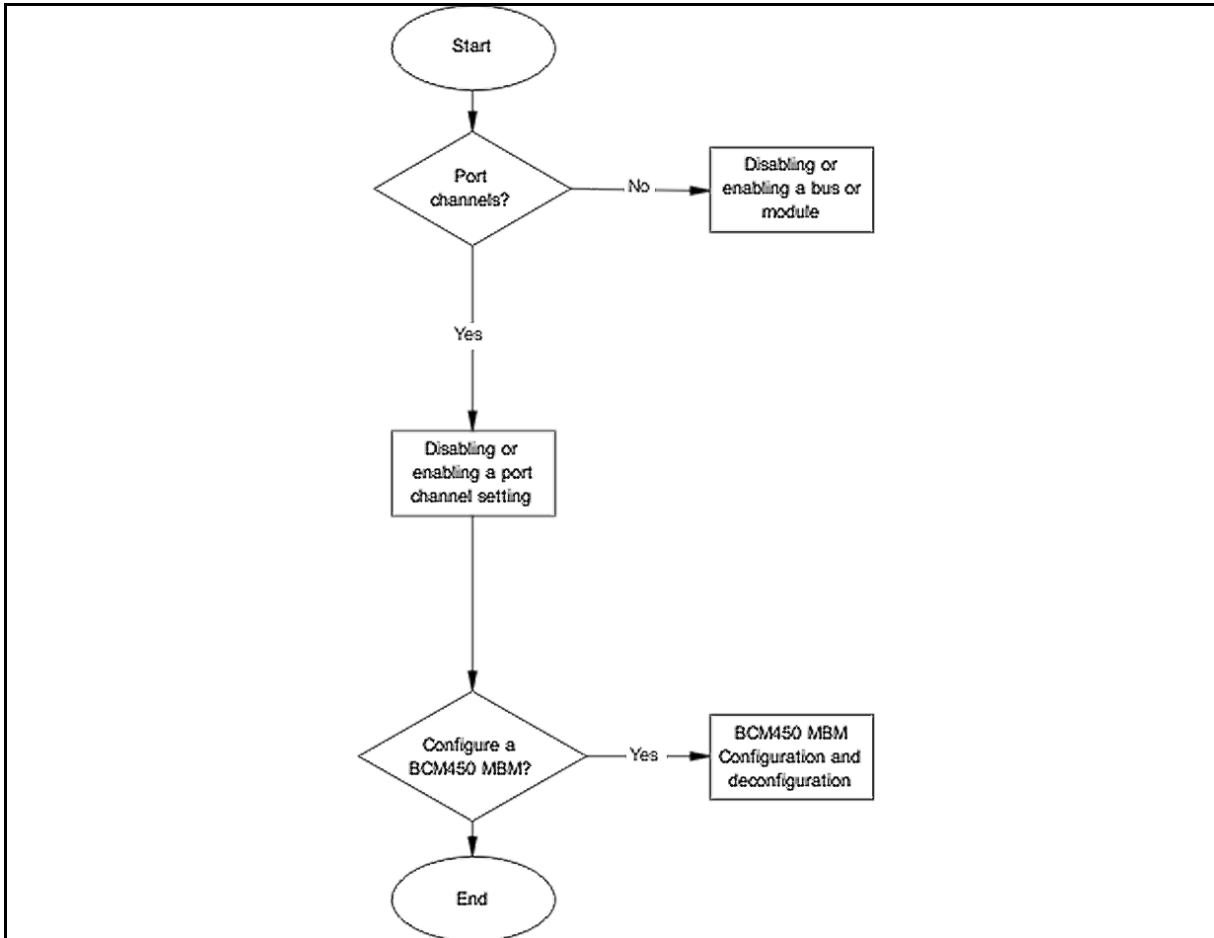 Start
Port
channels?
No
Disabling or
enabling a bus or
module
Yes
Disabling or
enabling a port
channel setting
Configure a
BCM450 MBM?
Yes
BCM450 MBM
Configuration and
deconfiguration
End